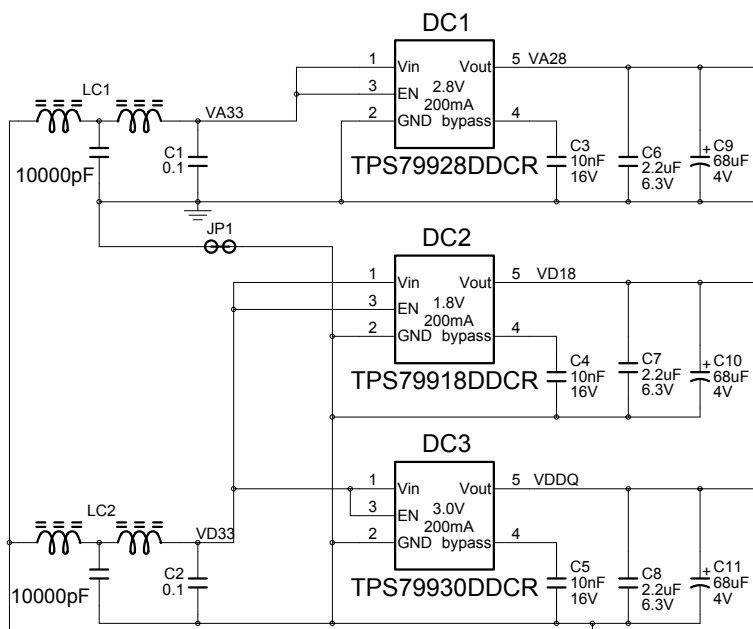 DC1
LC1
VA33
1
3
2
Vin
EN
GND
2.8V
200mA
Vout
bypass
5
VA28
4
TPS79928DDCR
10000pF
C1
0.1
C3
10nF
16V
C6
2.2uF
6.3V
+
C9
68uF
4V
JP1
DC2
1
3
2
Vin
EN
GND
1.8V
200mA
Vout
bypass
5
VD18
4
TPS79918DDCR
C4
10nF
16V
C7
2.2uF
6.3V
+
C10
68uF
4V
DC3
LC2
VD33
1
3
2
Vin
EN
GND
3.0V
200mA
Vout
bypass
5
VDDQ
4
TPS79930DDCR
10000pF
C2
0.1
C5
10nF
16V
C8
2.2uF
6.3V
+
C11
68uF
4V